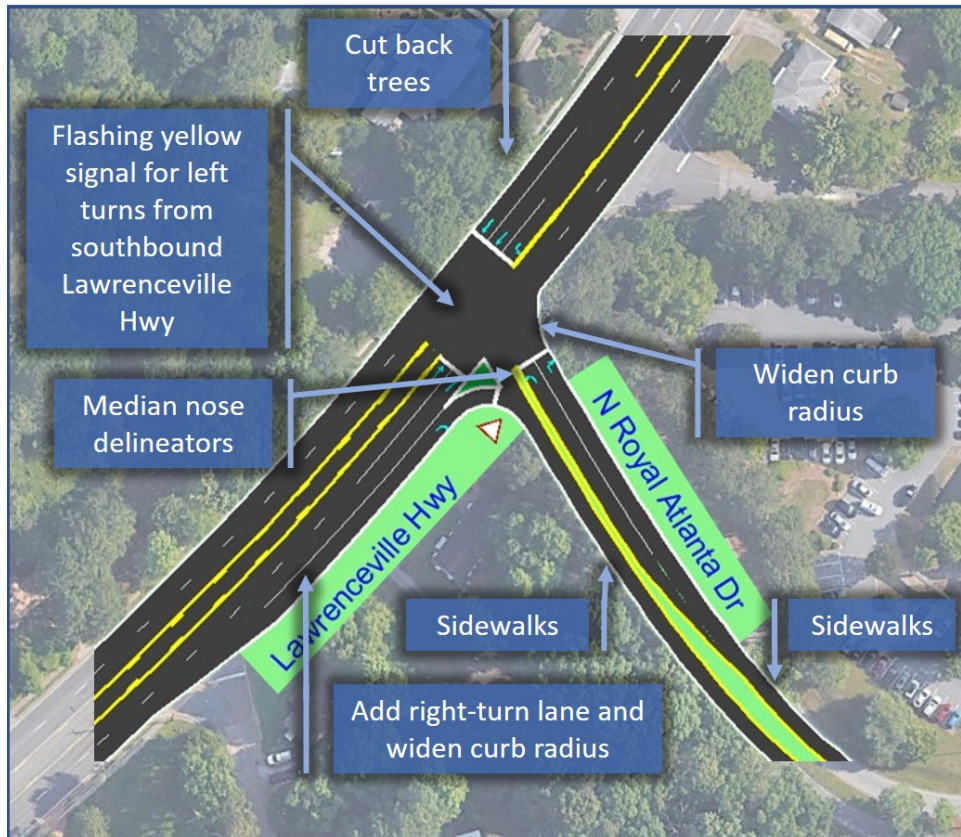 Cut back
trees
Flashing yellow
signal for left
turns from
southbound
Lawrenceville
Hwy
Median nose
delineators
Widen curb
radius
Lawrenceville Hwy
N Royal Atlanta Dr
Sidewalks
Sidewalks
Add right-turn lane and
widen curb radius